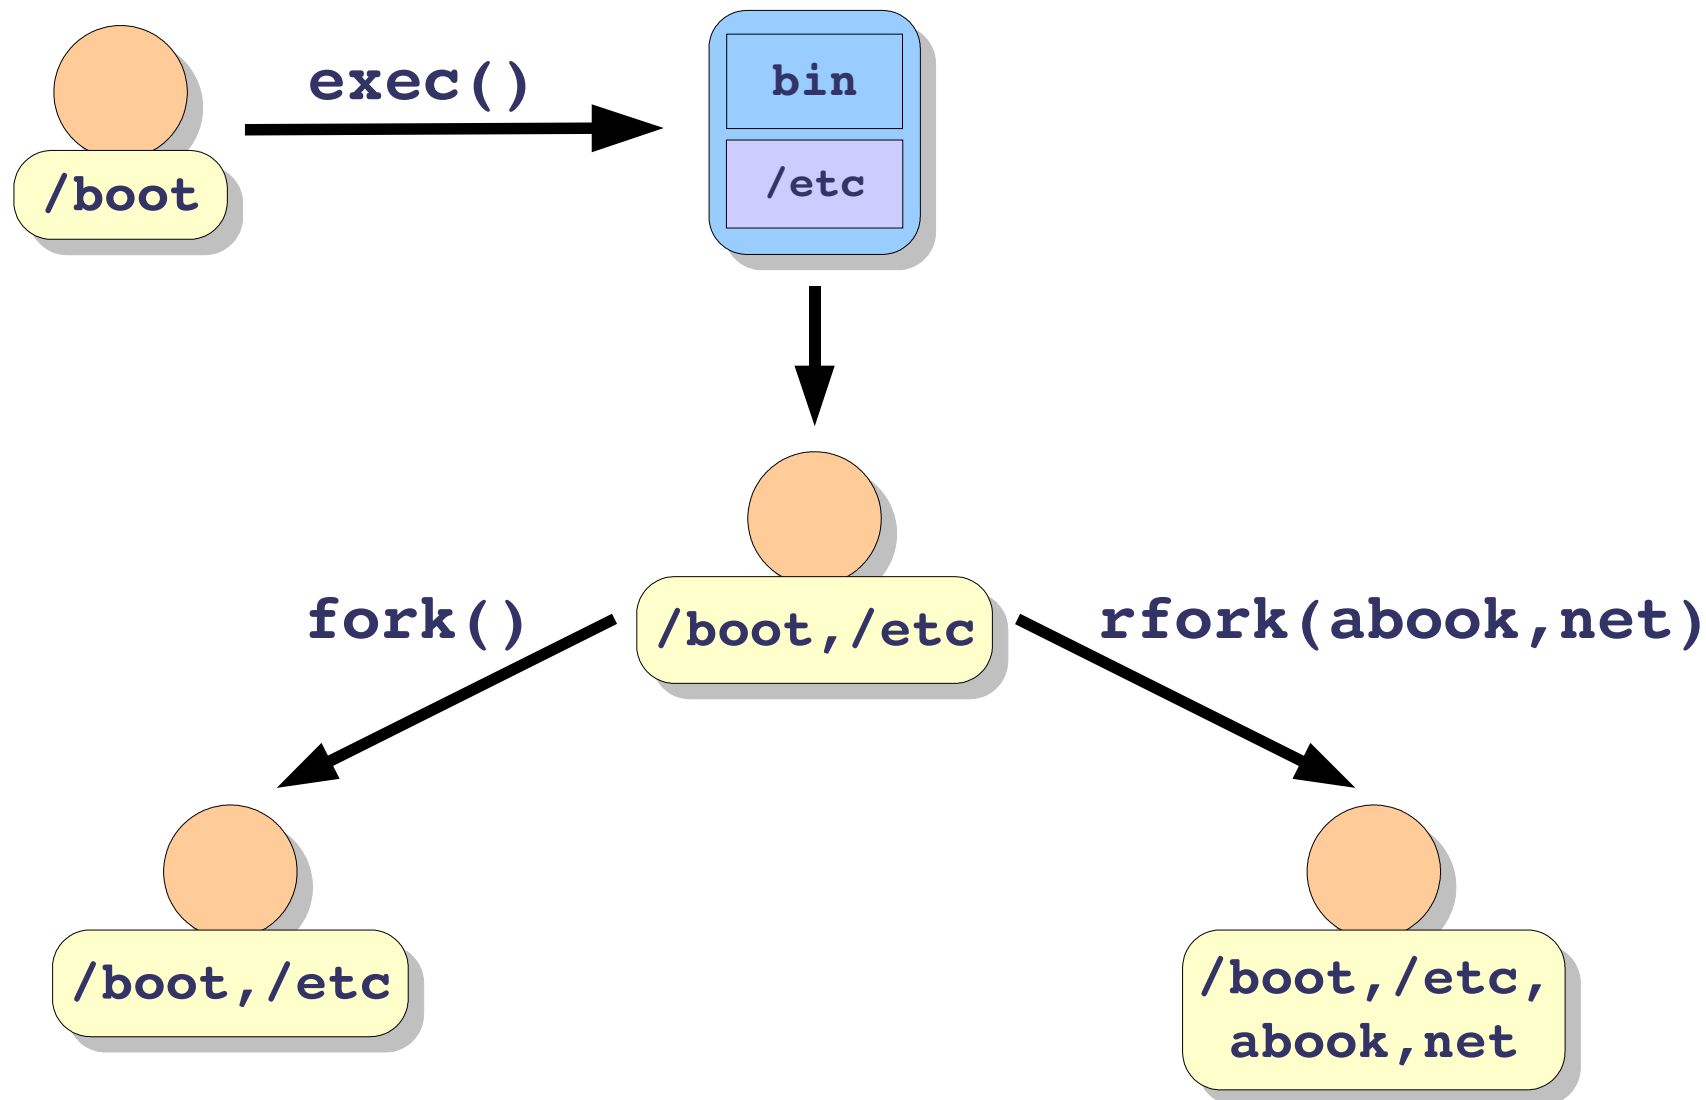 exec()
bin
/boot
/etc
fork()
/boot,/etc
rfork(abook,net)
/boot,/etc
/boot,/etc,
abook,net